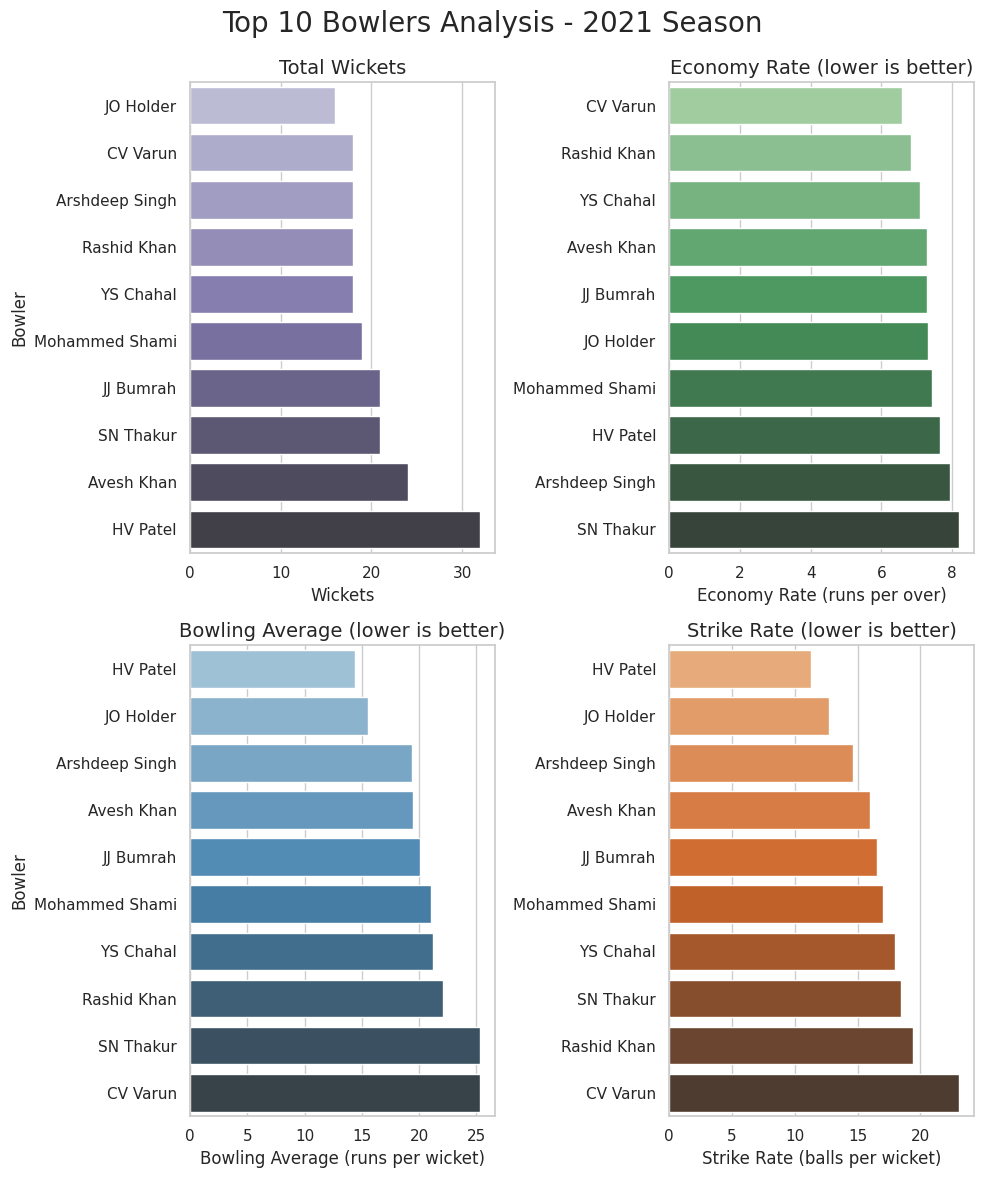 Top 10 Bowlers Analysis - 2021 Season
Total Wickets
Bowler
JO Holder
CV Varun
Arshdeep Singh
Rashid Khan
YS Chahal
Mohammed Shami
JJ Bumrah
SN Thakur
Avesh Khan
HV Patel
0 10 20 30
Wickets
Economy Rate (lower is better)
CV Varun
Rashid Khan
YS Chahal
Avesh Khan
JJ Bumrah
JO Holder
Mohammed Shami
HV Patel
Arshdeep Singh
SN Thakur
0 2 4 6 8
Economy Rate (runs per over)
Bowling Average (lower is better)
Bowler
HV Patel
JO Holder
Arshdeep Singh
Avesh Khan
JJ Bumrah
Mohammed Shami
YS Chahal
Rashid Khan
SN Thakur
CV Varun
0 5 10 15 20 25
Bowling Average (runs per wicket)
Strike Rate (lower is better)
HV Patel
JO Holder
Arshdeep Singh
Avesh Khan
JJ Bumrah
Mohammed Shami
YS Chahal
SN Thakur
Rashid Khan
CV Varun
0 5 10 15 20
Strike Rate (balls per wicket)